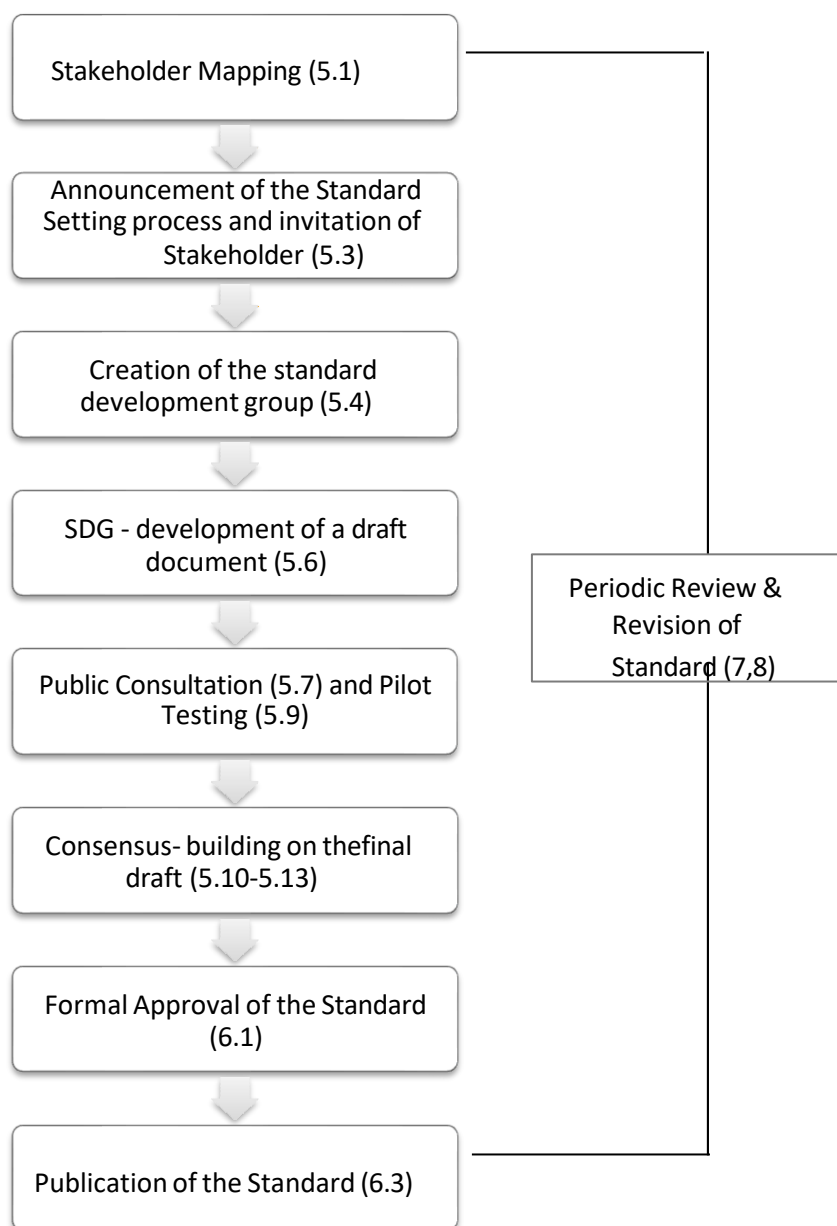 Stakeholder Mapping (5.1)
Announcement of the Standard
Setting process and invitation of
Stakeholder (5.3)
Creation of the standard
development group (5.4)
SDG - development of a draft
document (5.6)
Public Consultation (5.7) and Pilot
Testing (5.9)
Consensus- building on thefinal
draft (5.10-5.13)
Formal Approval of the Standard
(6.1)
Publication of the Standard (6.3)
Periodic Review &
Revision of
Standard (7,8)